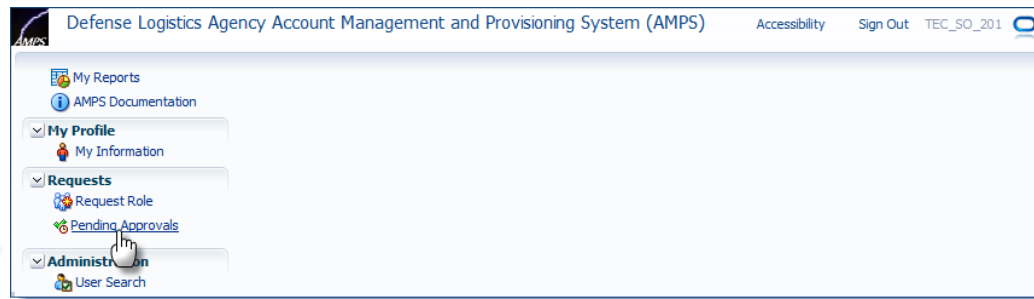 AMPS
Defense Logistics Agency Account Management and Provisioning System (AMPS) Accessibility Sign Out TEC_SO_201
My Reports
AMPS Documentation
My Profile
My Information
Requests
Request Role
Pending Approvals
Administration
User Search